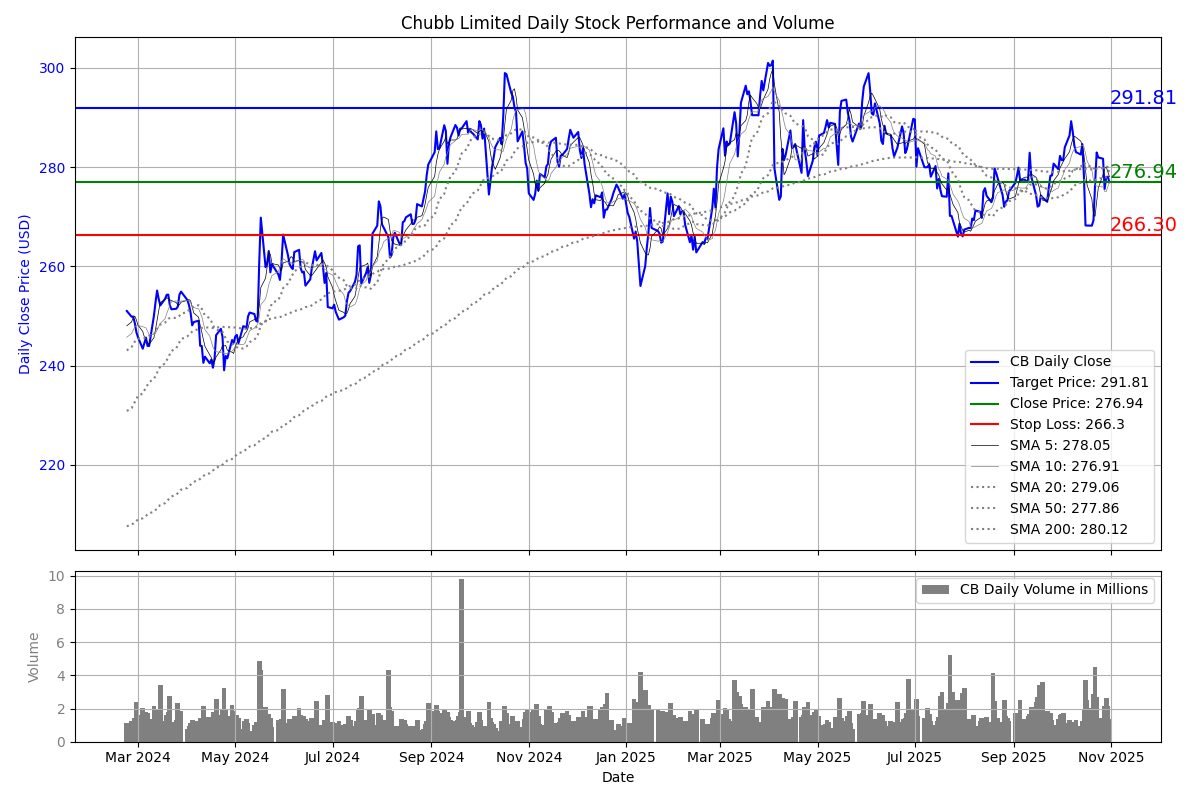 Chubb Limited Daily Stock Performance and Volume
300
280
260
240
220
Daily Close Price (USD)
291.81
276.94
266.30
CB Daily Close
Target Price: 291.81
Close Price: 276.94
Stop Loss: 266.3
SMA 5: 278.05
SMA 10: 276.91
SMA 20: 279.06
SMA 50: 277.86
SMA 200: 280.12
10
8
6
4
2
0
Volume
CB Daily Volume in Millions
Mar 2024 May 2024 Jul 2024 Sep 2024 Nov 2024 Jan 2025 Mar 2025 May 2025 Jul 2025 Sep 2025 Nov 2025
Date